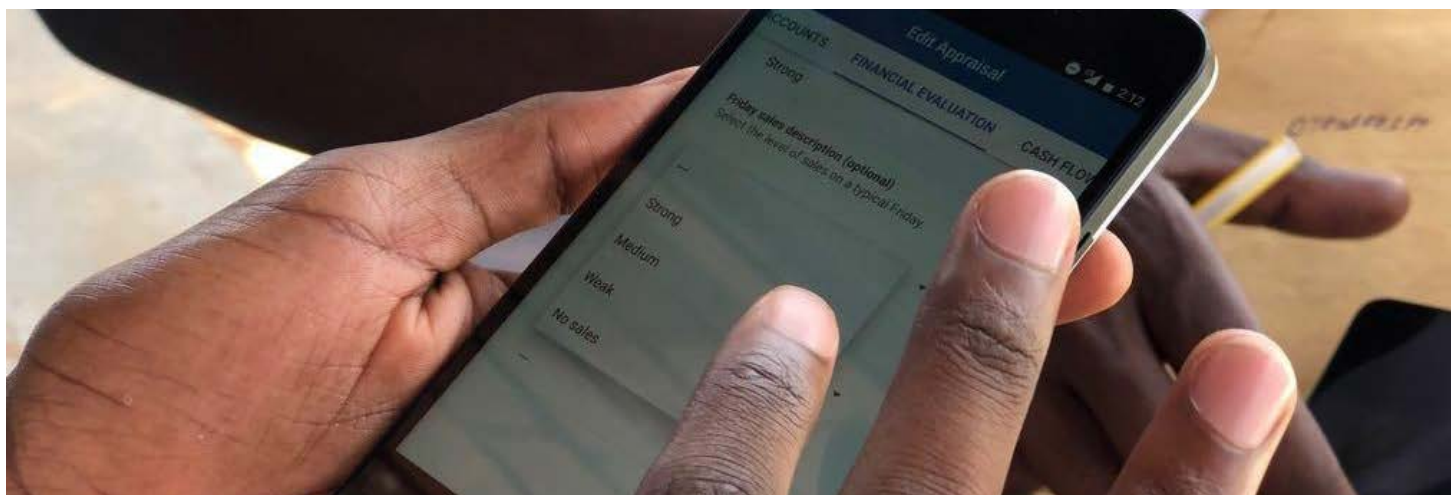 Edit Appraisal
2:12
ACCOUNTS
FINANCIAL EVALUATION
CASH FLOW
Strong
Friday sales description (optional)
Select the level of sales on a typical Friday.
---
Strong
Medium
Weak
No sales